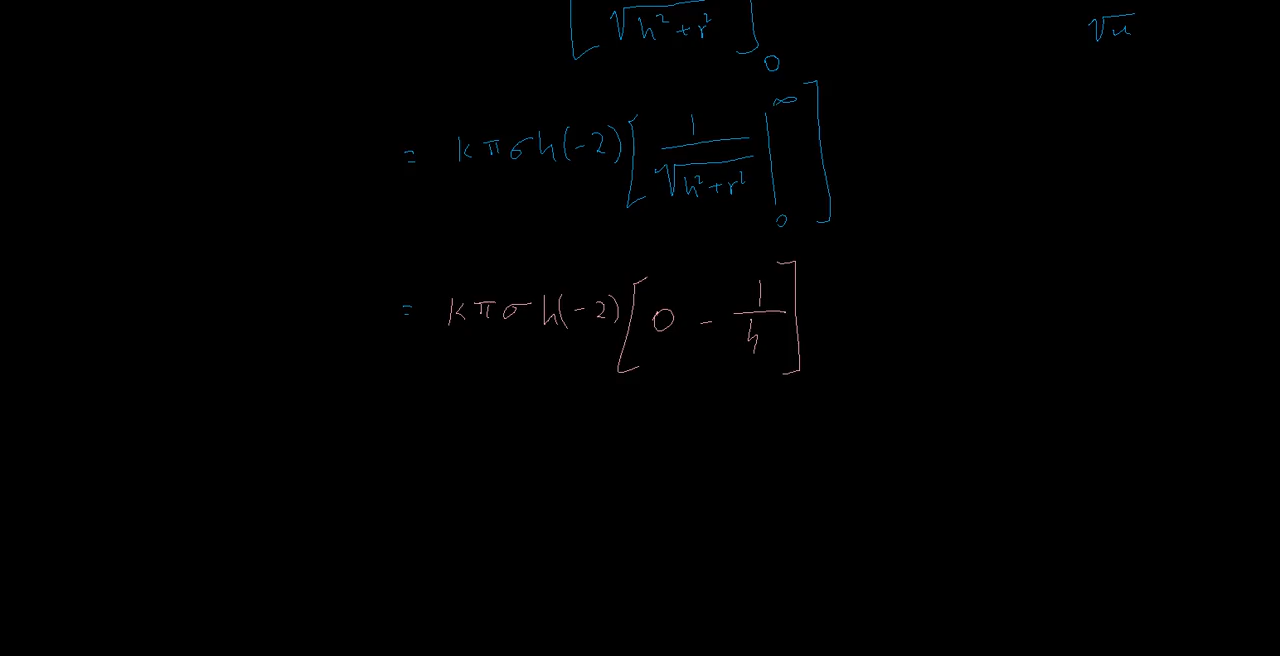 [√(h² + r²)]₀
√u
= kπσh(-2)[1/√(h² + r²) |₀^∞]
= kπσh(-2)[0 - 1/h]